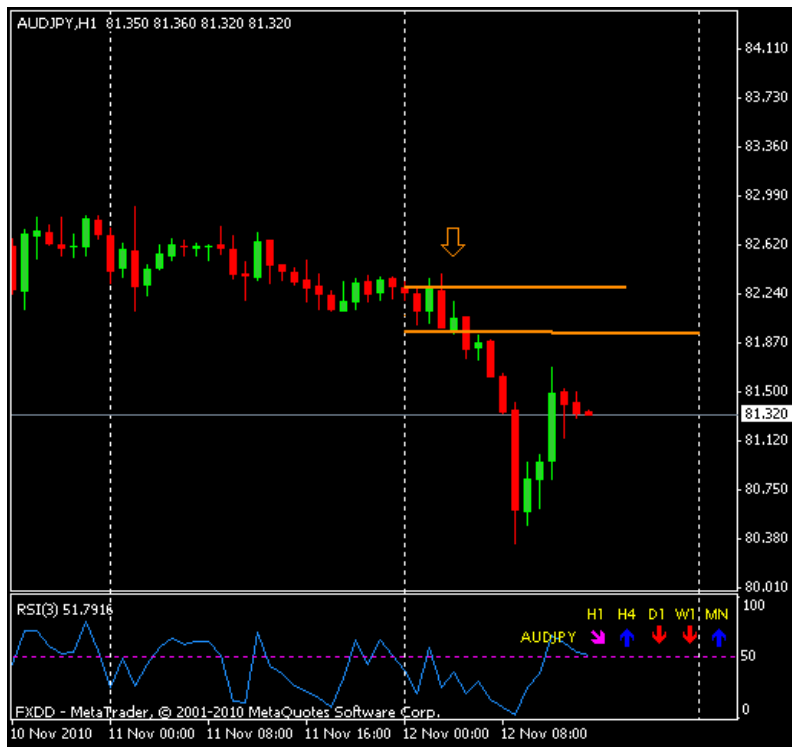 AUDJPY,H1 81.350 81.360 81.320 81.320
84.110
83.730
83.360
82.990
82.620
82.240
81.870
81.500
81.320
81.120
80.750
80.380
80.010
RSI(3) 51.7916
100
H1 H4 D1 W1 MN
AUDJPY
50
0
FXDD - MetaTrader, © 2001-2010 MetaQuotes Software Corp.
10 Nov 2010 11 Nov 00:00 11 Nov 08:00 11 Nov 16:00 12 Nov 00:00 12 Nov 08:00